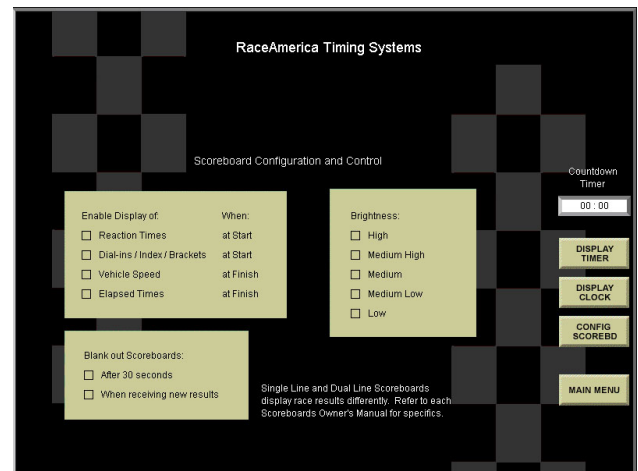 RaceAmerica Timing Systems
Scoreboard Configuration and Control
Enable Display of: When:
Reaction Times at Start
Dial-ins / Index / Brackets at Start
Vehicle Speed at Finish
Elapsed Times at Finish
Brightness:
High
Medium High
Medium
Medium Low
Low
Blank out Scoreboards:
After 30 seconds
When receiving new results
Single Line and Dual Line Scoreboards
display race results differently. Refer to each
Scoreboards Owner's Manual for specifics.
Countdown
Timer
00 : 00
DISPLAY
TIMER
DISPLAY
CLOCK
CONFIG
SCOREBD
MAIN MENU